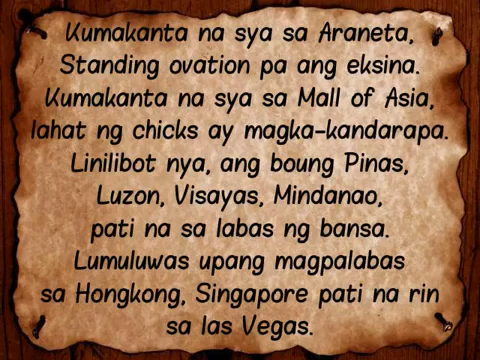 Kumakanta na sya sa Araneta,
Standing ovation pa ang eksina.
Kumakanta na sya sa Mall of Asia,
lahat ng chicks ay magka-kandarapa.
Linilibot nya, ang boung Pinas,
Luzon, Visayas, Mindanao,
pati na sa labas ng bansa.
Lumuluwas upang magpalabas
sa Hongkong, Singapore pati na rin
sa las Vegas.